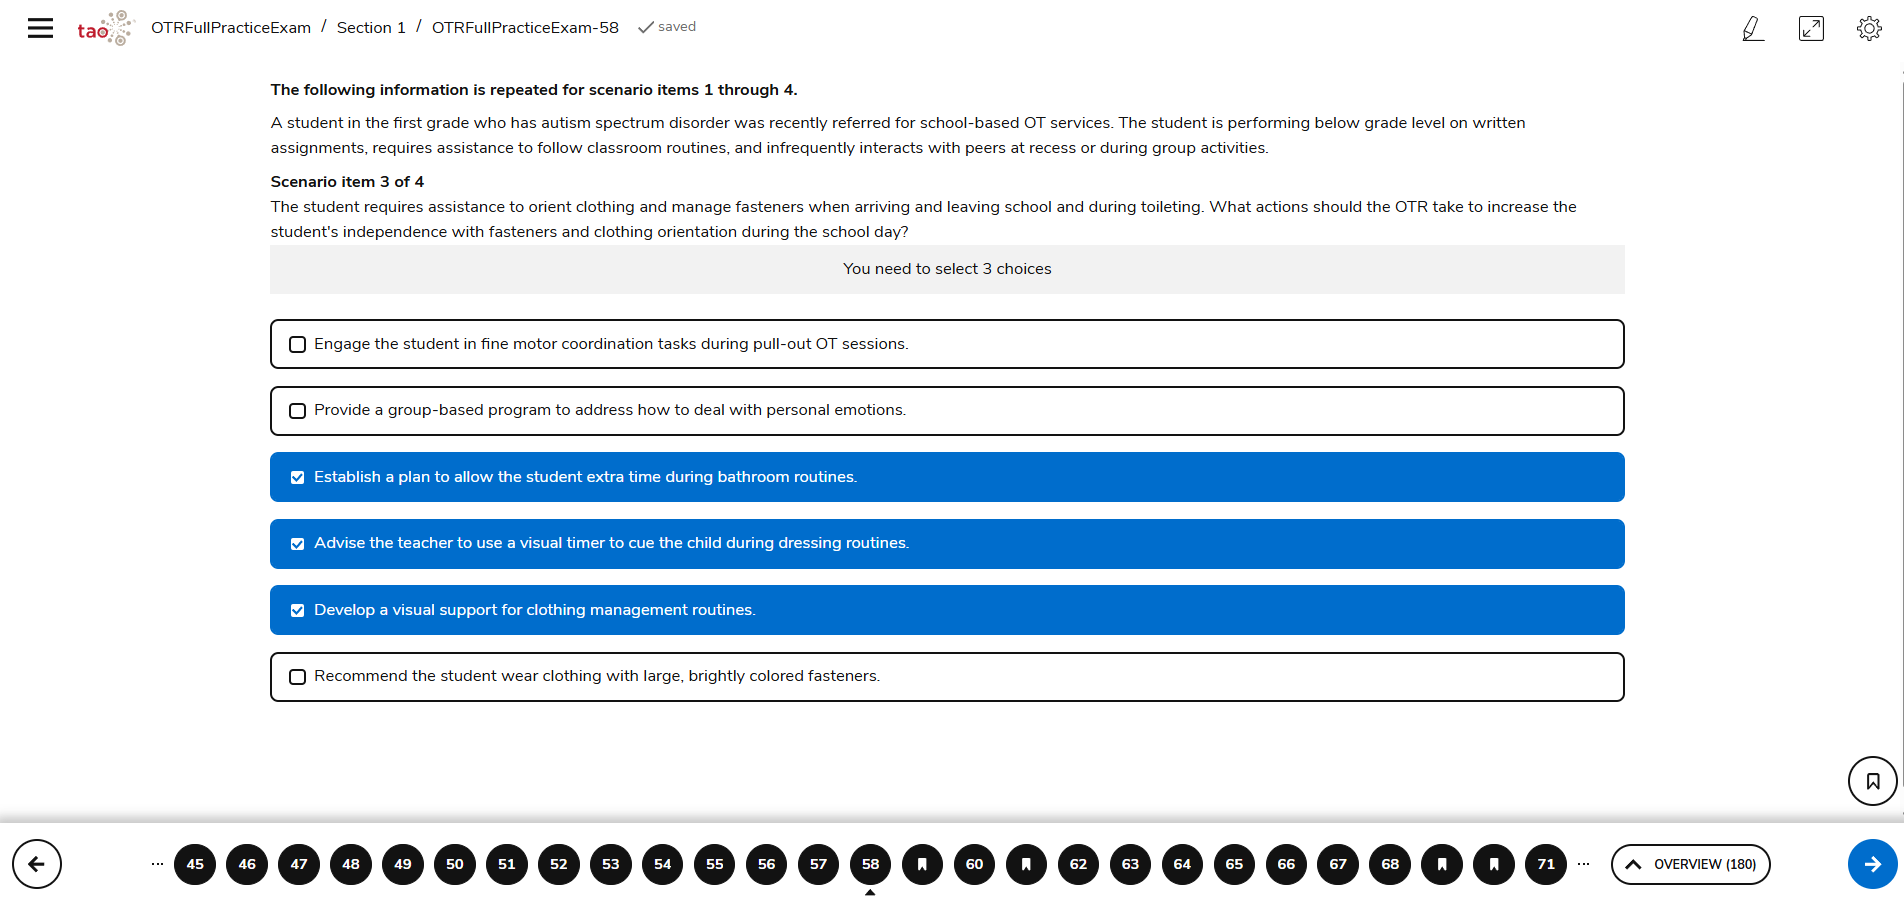 tao OTRFullPracticeExam / Section 1 / OTRFullPracticeExam-58 saved
The following information is repeated for scenario items 1 through 4.
A student in the first grade who has autism spectrum disorder was recently referred for school-based OT services. The student is performing below grade level on written
assignments, requires assistance to follow classroom routines, and infrequently interacts with peers at recess or during group activities.
Scenario item 3 of 4
The student requires assistance to orient clothing and manage fasteners when arriving and leaving school and during toileting. What actions should the OTR take to increase the
student's independence with fasteners and clothing orientation during the school day?
You need to select 3 choices
Engage the student in fine motor coordination tasks during pull-out OT sessions.
Provide a group-based program to address how to deal with personal emotions.
Establish a plan to allow the student extra time during bathroom routines.
Advise the teacher to use a visual timer to cue the child during dressing routines.
Develop a visual support for clothing management routines.
Recommend the student wear clothing with large, brightly colored fasteners.
... 45 46 47 48 49 50 51 52 53 54 55 56 57 58 60 62 63 64 65 66 67 68 71 ... OVERVIEW (180)